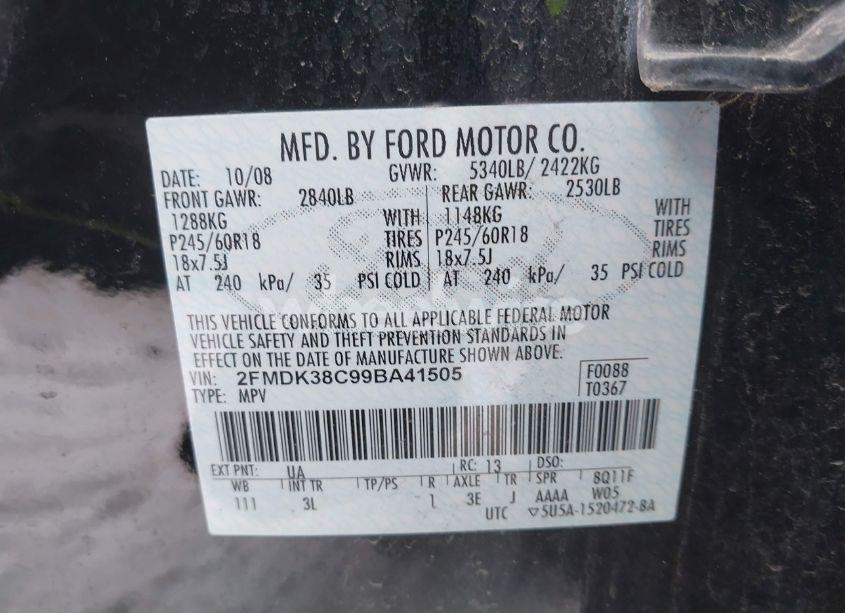 MFD. BY FORD MOTOR CO.
DATE: 10/08 GVWR: 5340LB/ 2422KG
FRONT GAWR: 2840LB REAR GAWR: 2530LB
1288KG WITH 1148KG WITH
P245/60R18 TIRES P245/60R18 TIRES
18x7.5J RIMS 18x7.5J RIMS
AT 240 kPa/ 35 PSI COLD AT 240 kPa/ 35 PSI COLD
THIS VEHICLE CONFORMS TO ALL APPLICABLE FEDERAL MOTOR
VEHICLE SAFETY AND THEFT PREVENTION STANDARDS IN
EFFECT ON THE DATE OF MANUFACTURE SHOWN ABOVE.
VIN: 2FMDK38C99BA41505 F0088
TYPE: MPV T0367
EXT PNT: UA RC: 13 DSO:
WB INT TR TP/PS R AXLE TR SPR 8Q11F
111 3L 1 3E J AAAA W05
UTC ▽5U5A-1520472-BA